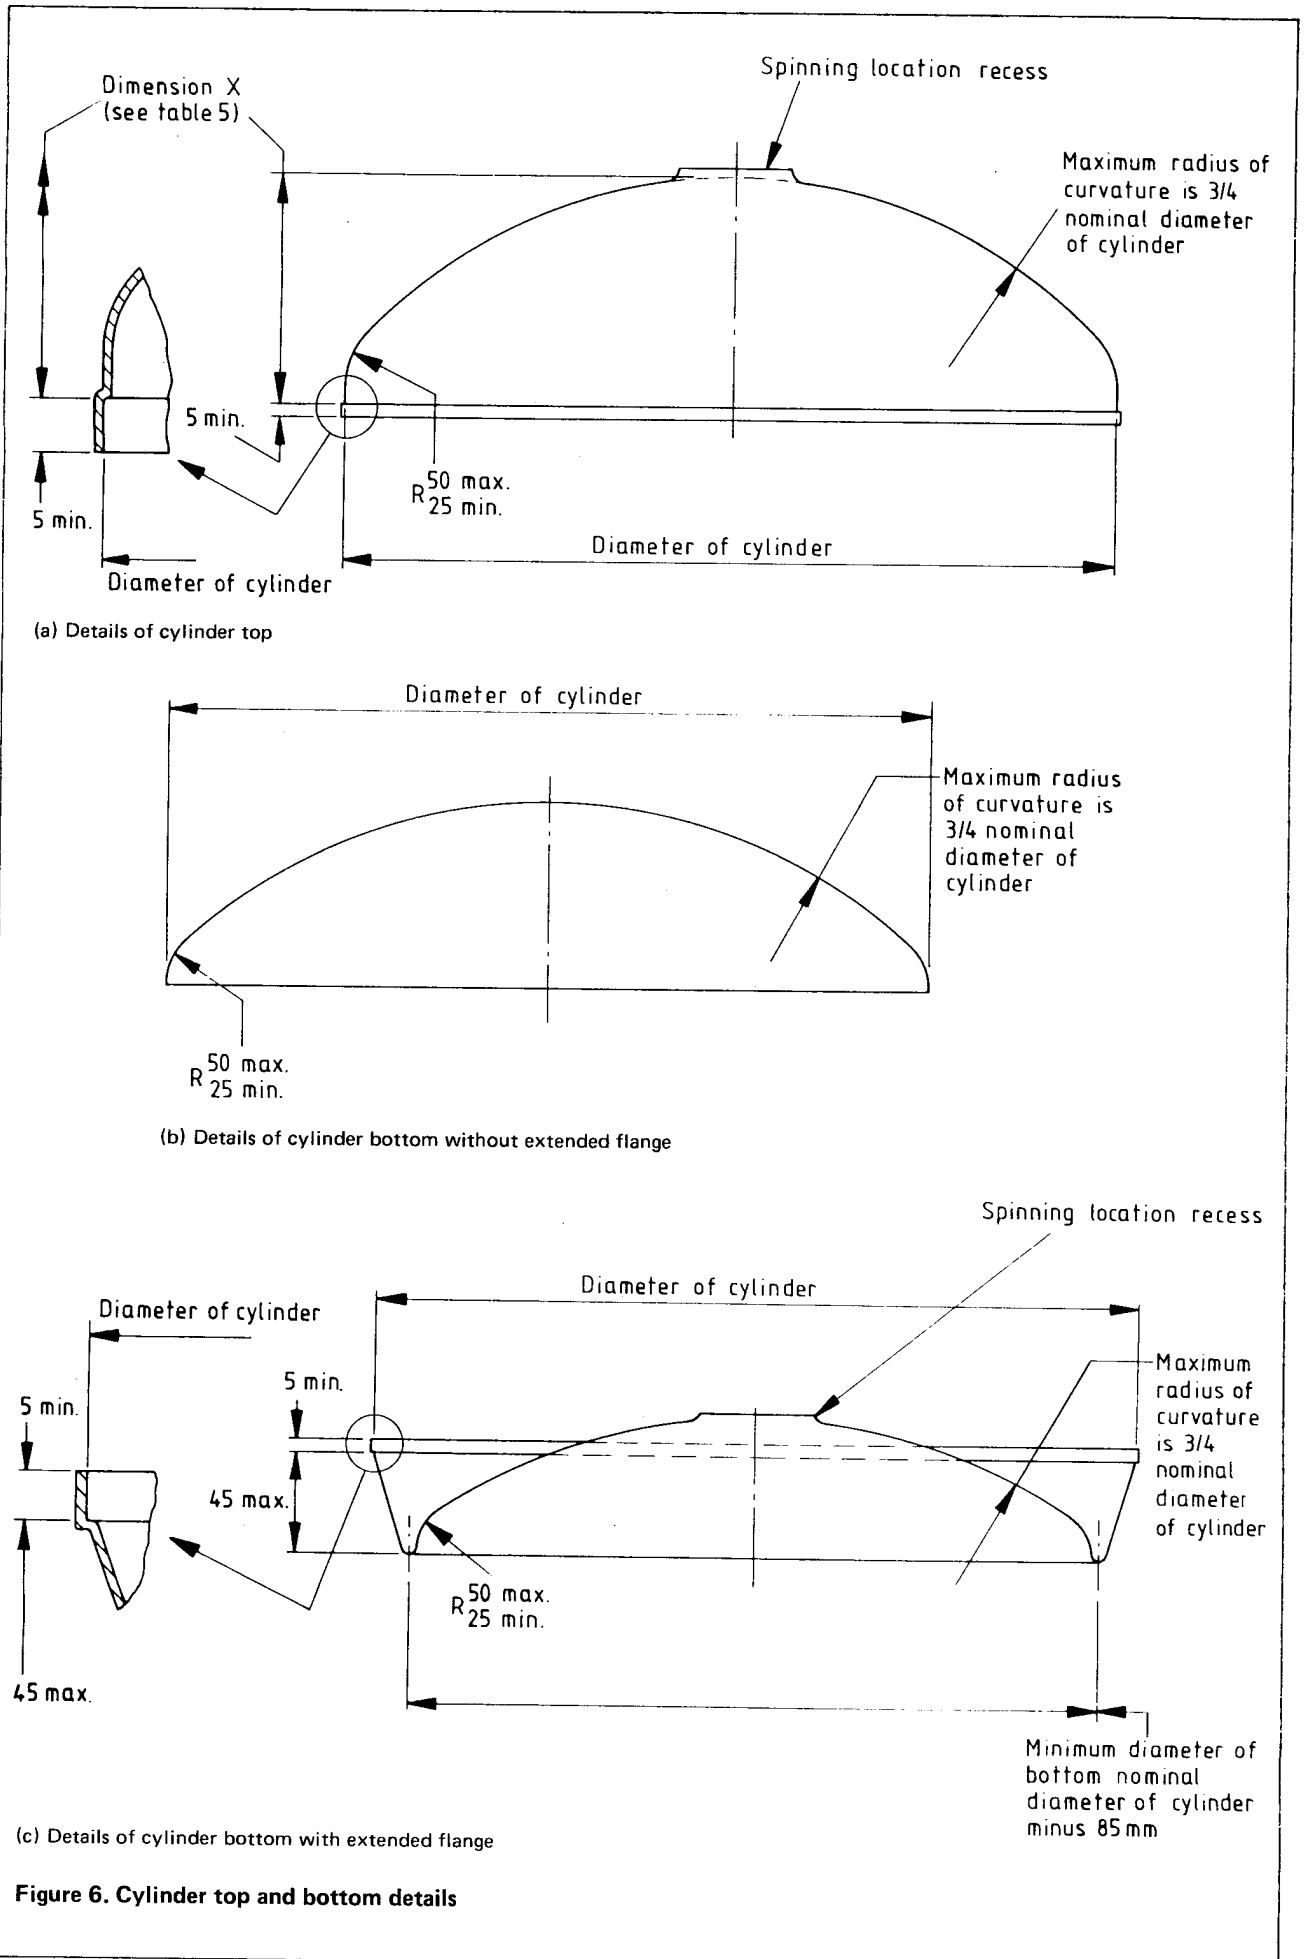 Dimension X
(see table 5)
Spinning location recess
Maximum radius of
curvature is 3/4
nominal diameter
of cylinder
5 min.
R 50 max.
25 min.
5 min.
Diameter of cylinder
Diameter of cylinder
(a) Details of cylinder top
Diameter of cylinder
Maximum radius
of curvature is
3/4 nominal
diameter of
cylinder
R 50 max.
25 min.
(b) Details of cylinder bottom without extended flange
Spinning location recess
Diameter of cylinder
Diameter of cylinder
5 min.
5 min.
Maximum
radius of
curvature
is 3/4
nominal
diameter
of cylinder
45 max.
R 50 max.
25 min.
45 max.
Minimum diameter of
bottom nominal
diameter of cylinder
minus 85mm
(c) Details of cylinder bottom with extended flange
Figure 6. Cylinder top and bottom details